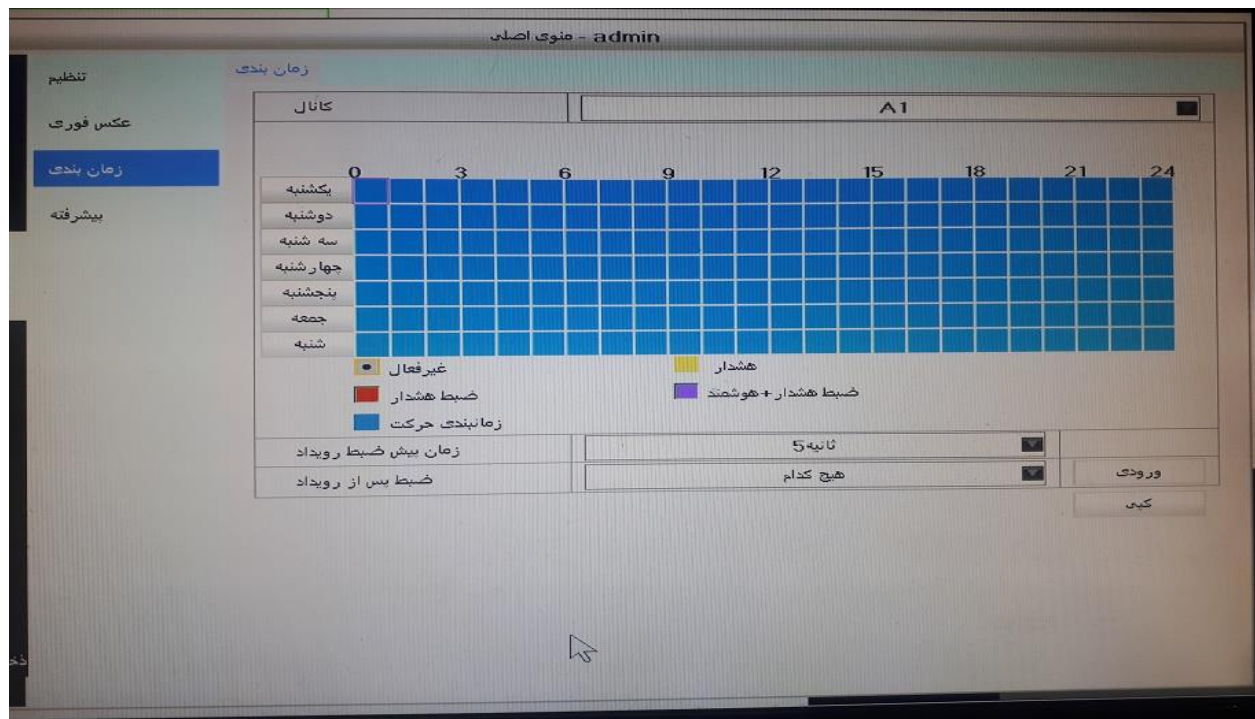 admin - منوی اصلی
تنظیم
عکس فوری
زمان بندی
پیشرفته
زمان بندی
کانال A1
0 3 6 9 12 15 18 21 24
یکشنبه
دوشنبه
سه شنبه
چهارشنبه
پنجشنبه
جمعه
شنبه
غیرفعال هشدار
ضبط هشدار ضبط هشدار+هوشمند
زمانبندی حرکت
زمان پیش ضبط رویداد ثانیه5
ضبط پس از رویداد هیچ کدام ورودی
کپی